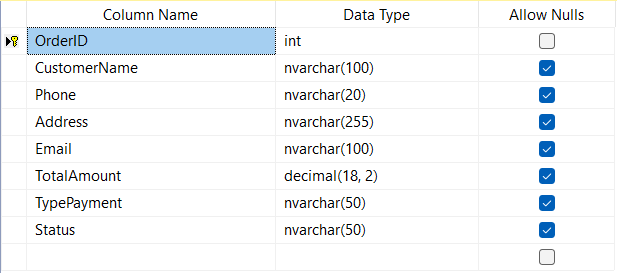 Column Name Data Type Allow Nulls
OrderID int
CustomerName nvarchar(100)
Phone nvarchar(20)
Address nvarchar(255)
Email nvarchar(100)
TotalAmount decimal(18, 2)
TypePayment nvarchar(50)
Status nvarchar(50)